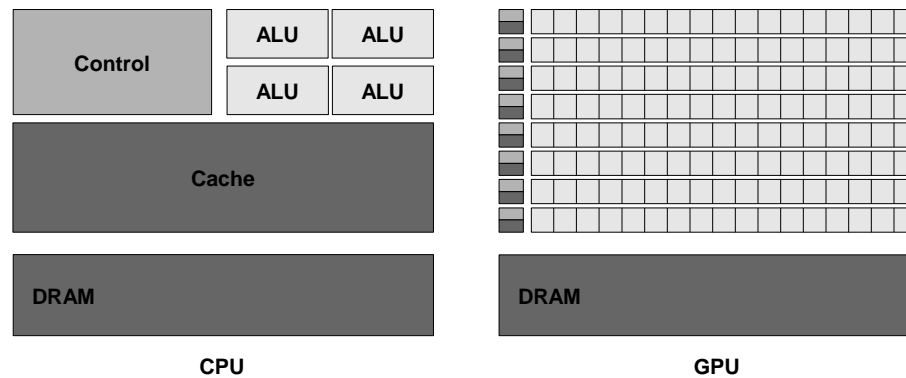 Control
ALU ALU
ALU ALU
Cache
DRAM
CPU
DRAM
GPU